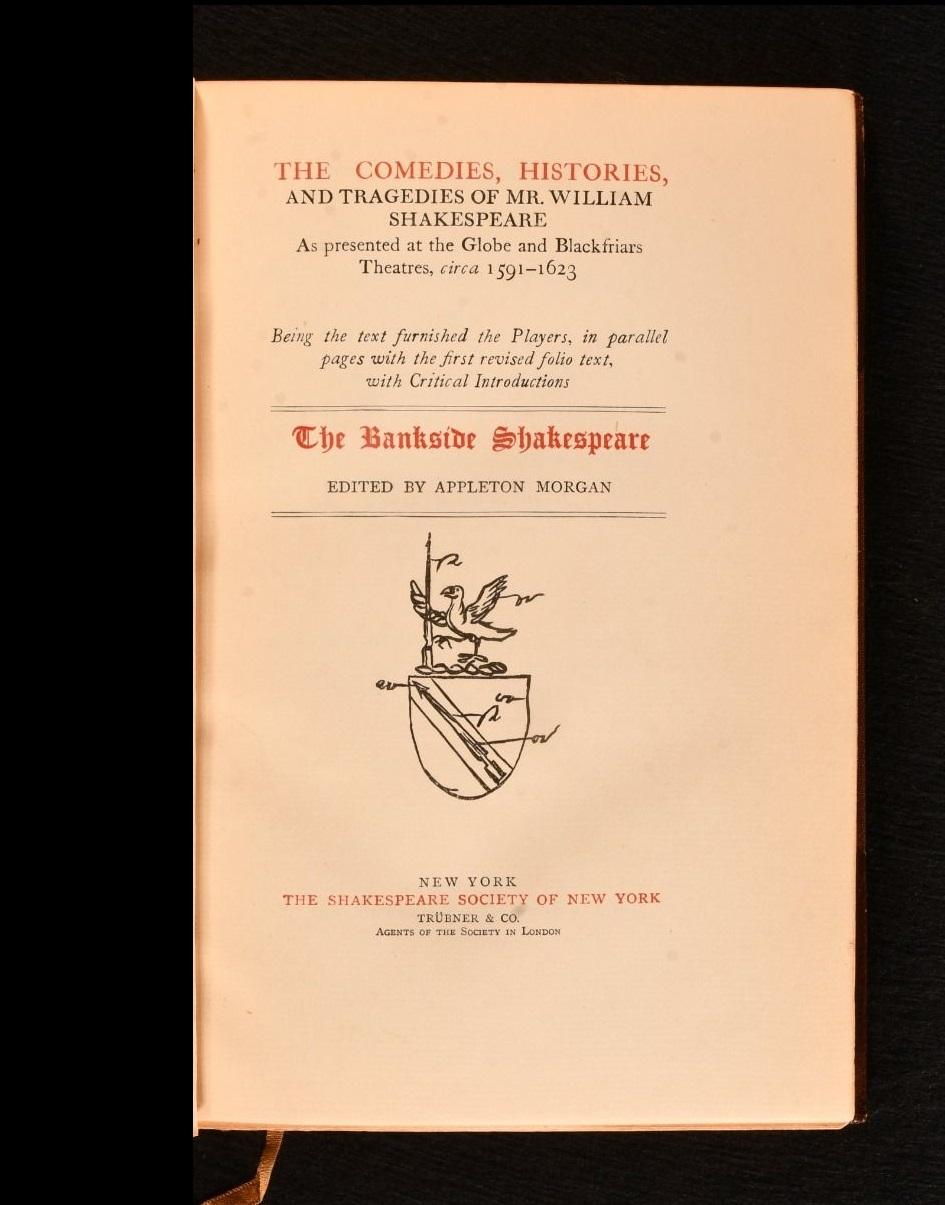 THE COMEDIES, HISTORIES,
AND TRAGEDIES OF MR. WILLIAM
SHAKESPEARE
As presented at the Globe and Blackfriars
Theatres, circa 1591–1623
Being the text furnished the Players, in parallel
pages with the first revised folio text,
with Critical Introductions
The Bankside Shakespeare
EDITED BY APPLETON MORGAN
NEW YORK
THE SHAKESPEARE SOCIETY OF NEW YORK
TRÜBNER & CO.
AGENTS OF THE SOCIETY IN LONDON